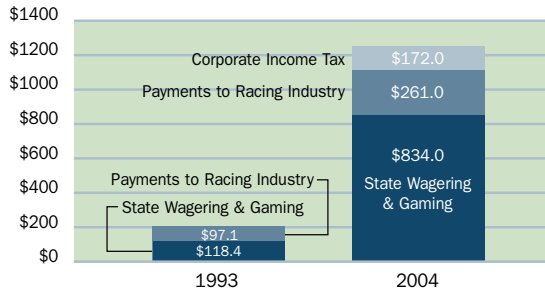 $1400
$1200
$1000
$800
$600
$400
$200
$0
Corporate Income Tax
$172.0
Payments to Racing Industry
$261.0
$834.0
State Wagering
& Gaming
Payments to Racing Industry
State Wagering & Gaming
$97.1
$118.4
1993
2004